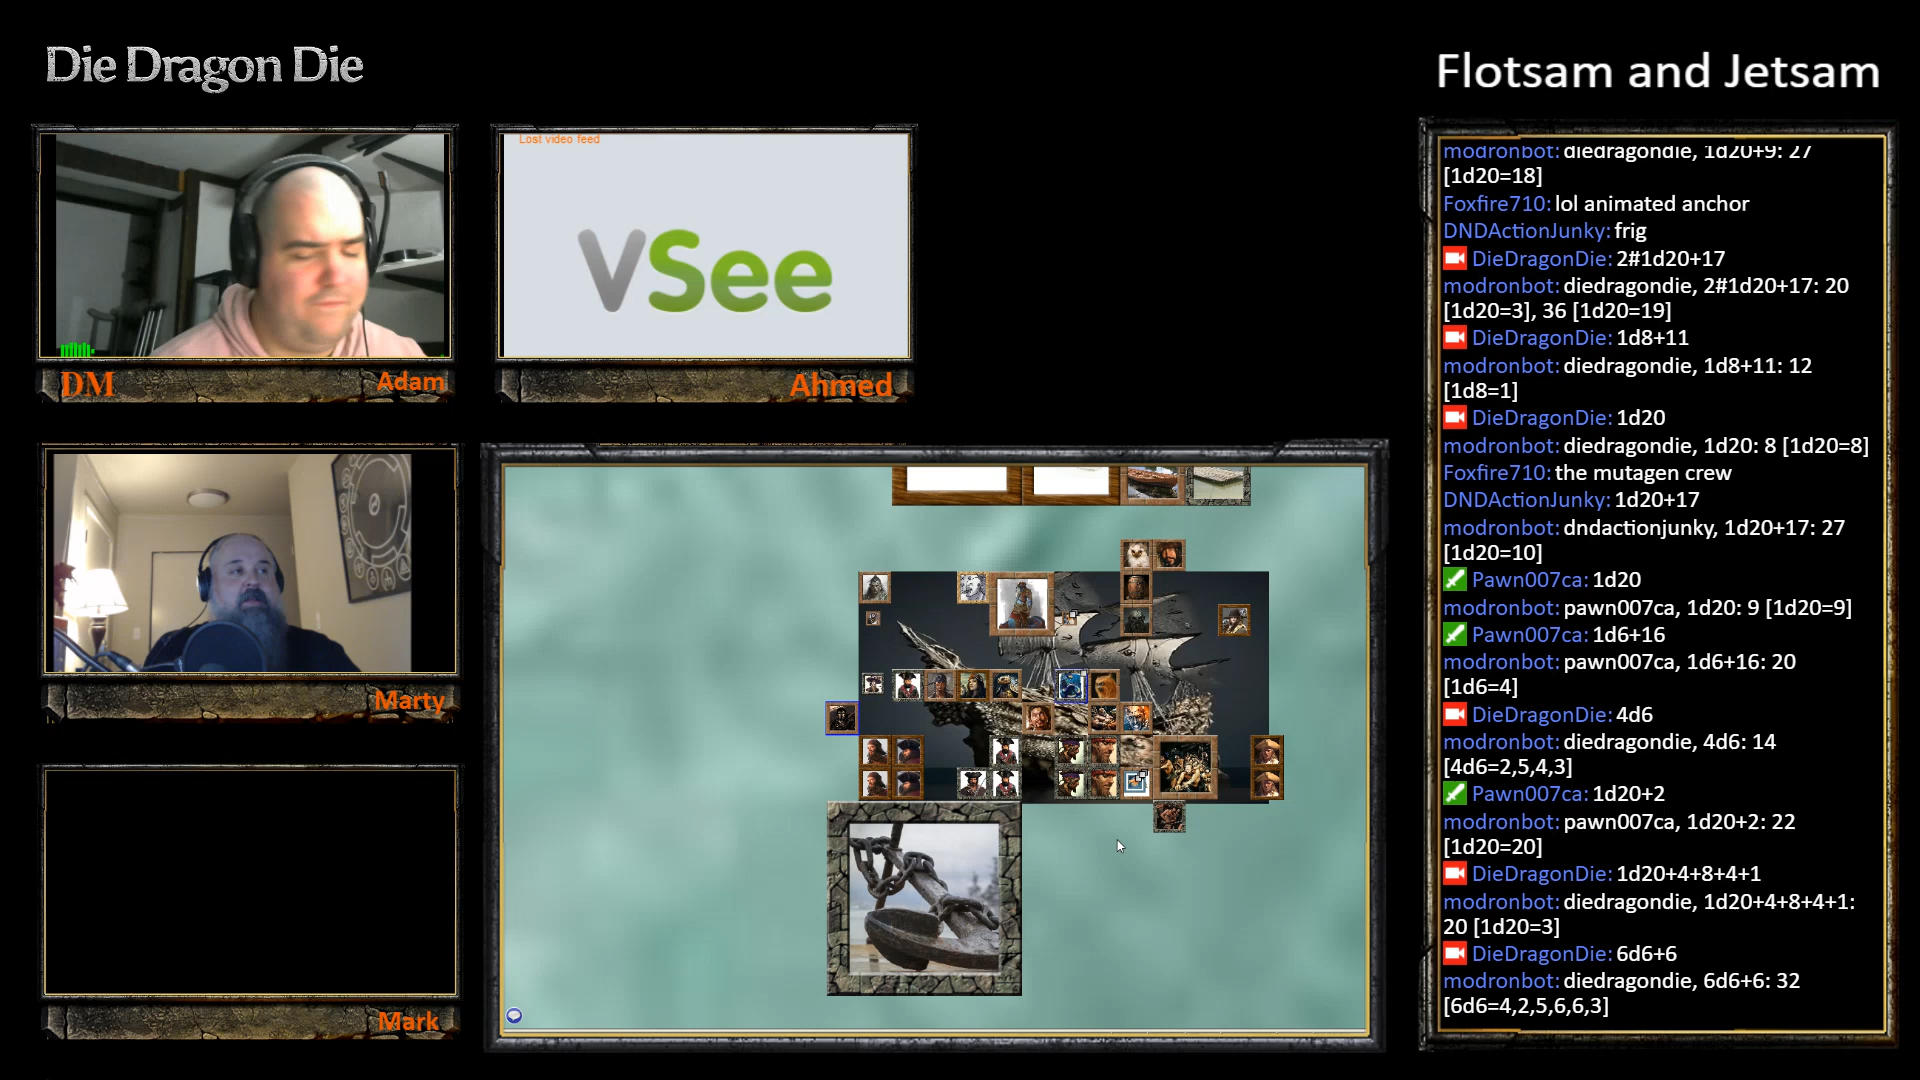 Die Dragon Die
Flotsam and Jetsam
Lost video feed
VSee
DM
Adam
Ahmed
Marty
Mark
modronbot: diedragondie, 1d20+9: 27
[1d20=18]
Foxfire710: lol animated anchor
DNDActionJunky: frig
DieDragonDie: 2#1d20+17
modronbot: diedragondie, 2#1d20+17: 20
[1d20=3], 36 [1d20=19]
DieDragonDie: 1d8+11
modronbot: diedragondie, 1d8+11: 12
[1d8=1]
DieDragonDie: 1d20
modronbot: diedragondie, 1d20: 8 [1d20=8]
Foxfire710: the mutagen crew
DNDActionJunky: 1d20+17
modronbot: dndactionjunky, 1d20+17: 27
[1d20=10]
Pawn007ca: 1d20
modronbot: pawn007ca, 1d20: 9 [1d20=9]
Pawn007ca: 1d6+16
modronbot: pawn007ca, 1d6+16: 20
[1d6=4]
DieDragonDie: 4d6
modronbot: diedragondie, 4d6: 14
[4d6=2,5,4,3]
Pawn007ca: 1d20+2
modronbot: pawn007ca, 1d20+2: 22
[1d20=20]
DieDragonDie: 1d20+4+8+4+1
modronbot: diedragondie, 1d20+4+8+4+1:
20 [1d20=3]
DieDragonDie: 6d6+6
modronbot: diedragondie, 6d6+6: 32
[6d6=4,2,5,6,6,3]